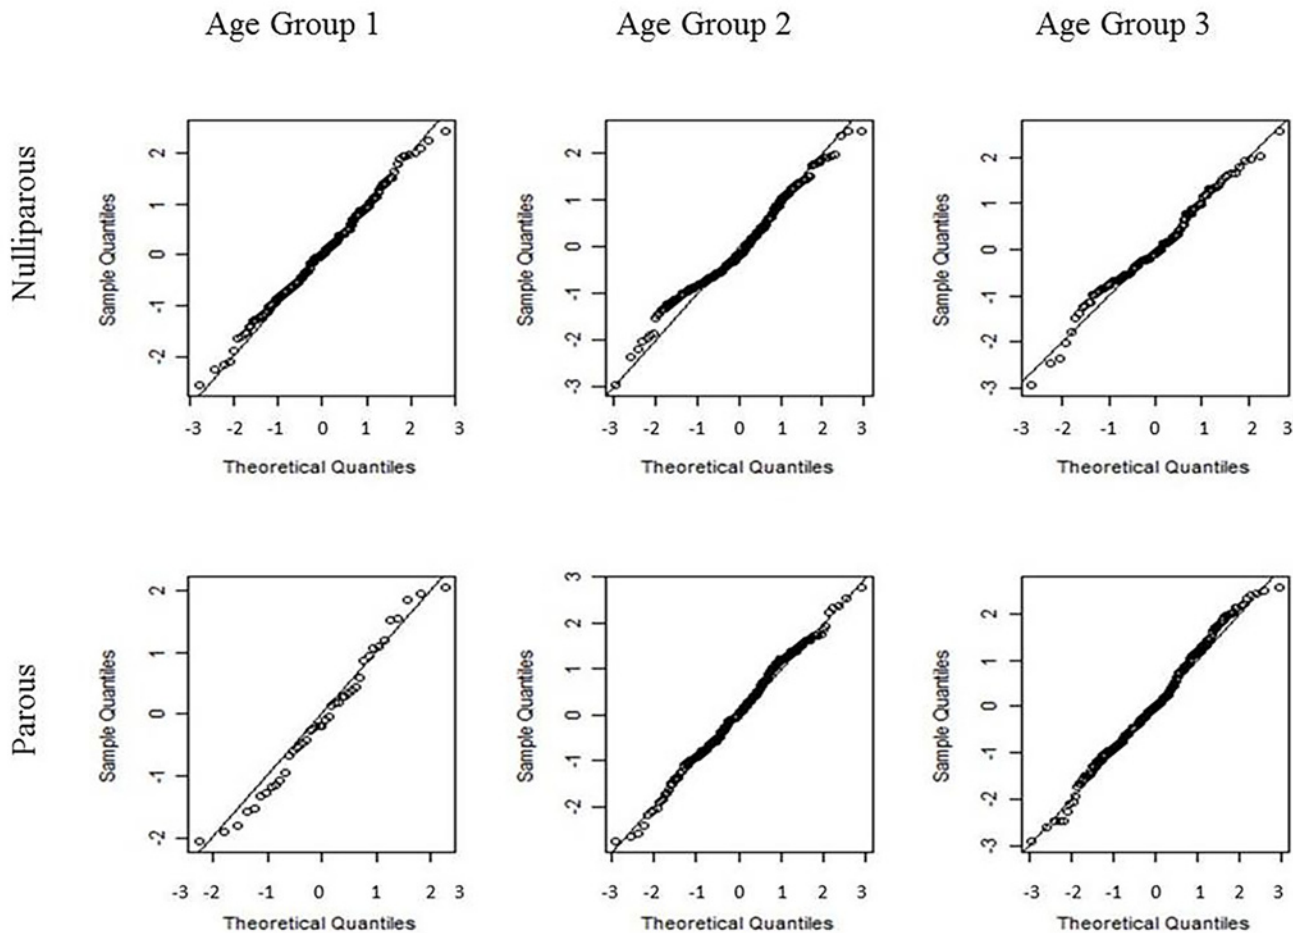 Age Group 1 Age Group 2 Age Group 3
Nulliparous
Sample Quantiles
2
1
0
-1
-2
-3 -2 -1 0 1 2 3
Theoretical Quantiles
Sample Quantiles
2
1
0
-1
-2
-3
-3 -2 -1 0 1 2 3
Theoretical Quantiles
Sample Quantiles
2
1
0
-1
-2
-3
-3 -2 -1 0 1 2 3
Theoretical Quantiles
Parous
Sample Quantiles
2
1
0
-1
-2
-3 -2 -1 0 1 2 3
Theoretical Quantiles
Sample Quantiles
3
2
1
0
-1
-2
-3 -2 -1 0 1 2 3
Theoretical Quantiles
Sample Quantiles
2
1
0
-1
-2
-3
-3 -2 -1 0 1 2 3
Theoretical Quantiles